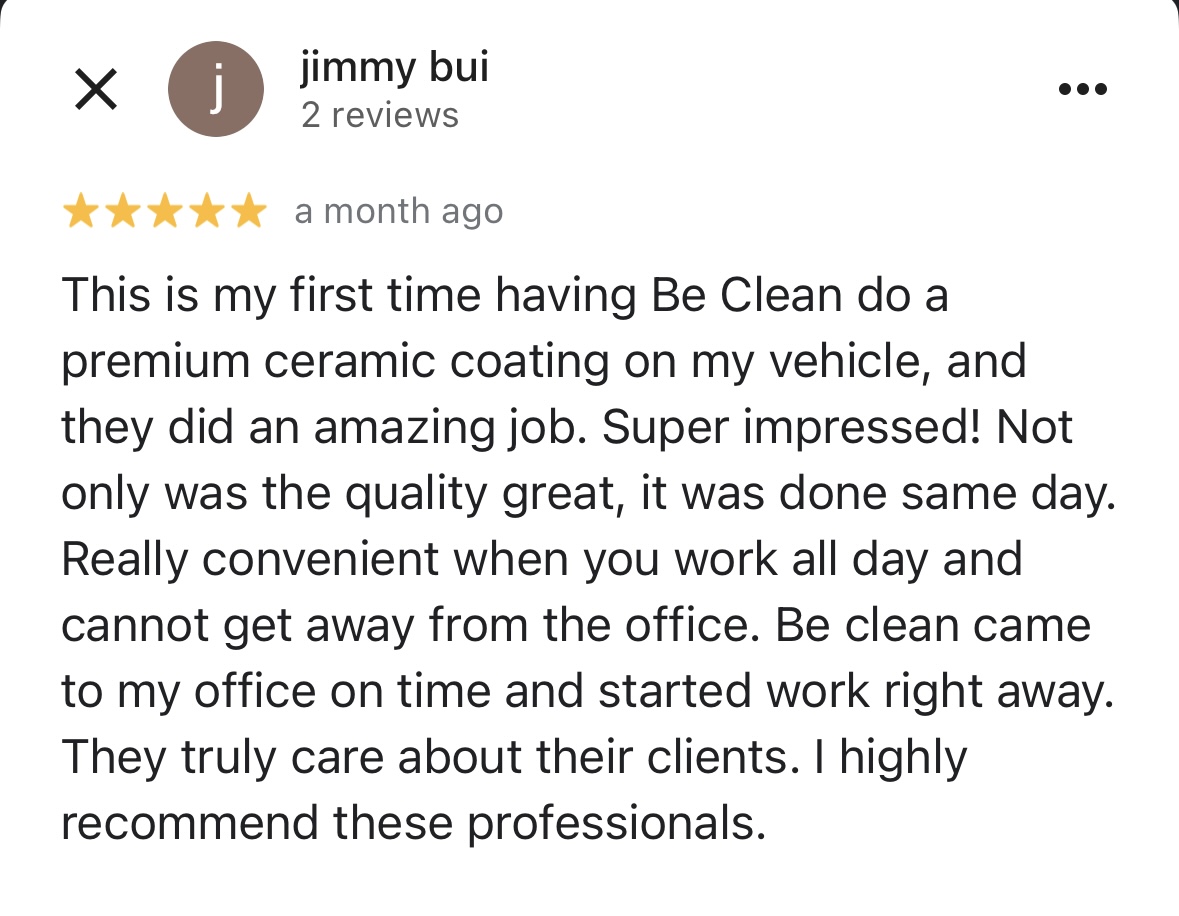 j
jimmy bui
2 reviews
a month ago
This is my first time having Be Clean do a
premium ceramic coating on my vehicle, and
they did an amazing job. Super impressed! Not
only was the quality great, it was done same day.
Really convenient when you work all day and
cannot get away from the office. Be clean came
to my office on time and started work right away.
They truly care about their clients. I highly
recommend these professionals.